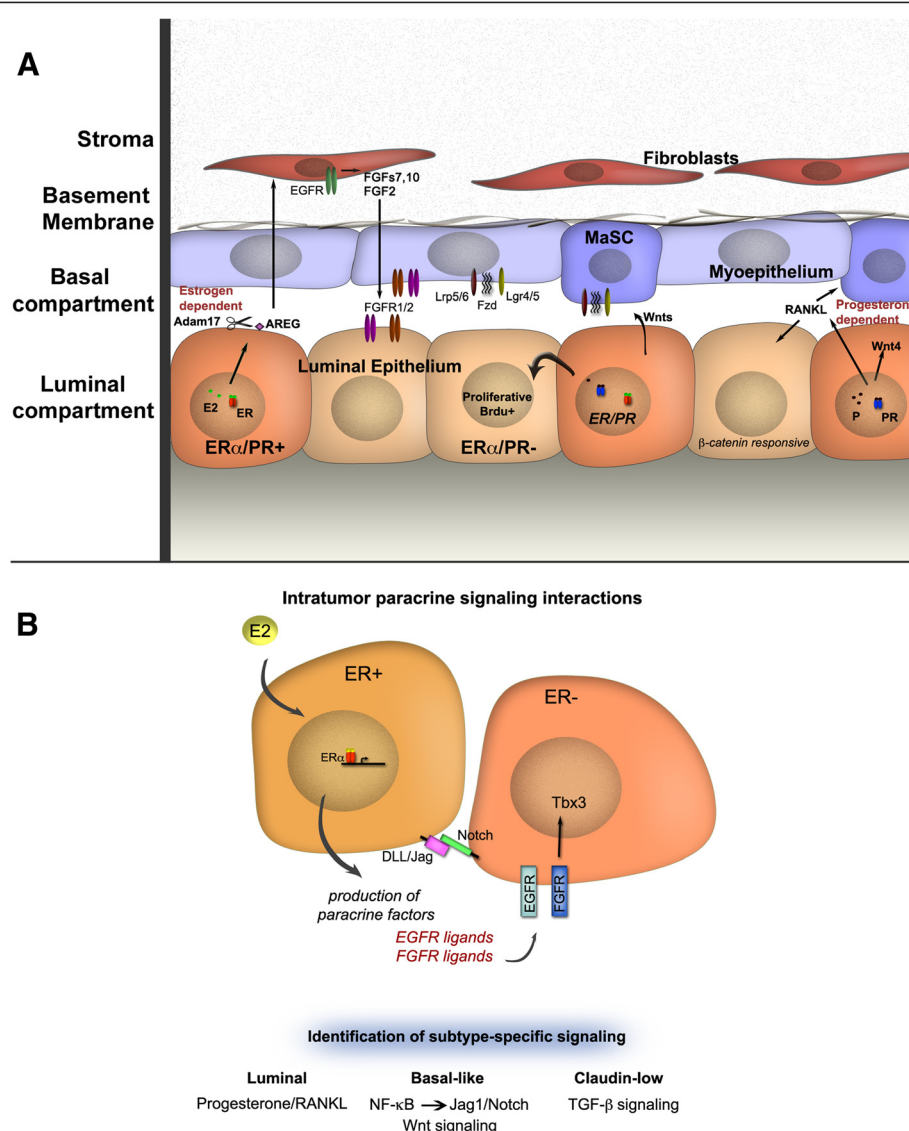 A
Stroma
Basement
Membrane
Basal
compartment
Luminal
compartment
Fibroblasts
EGFR
FGFs7,10
FGF2
MaSC
Myoepithelium
Estrogen
dependent
Adam17
AREG
FGFR1/2
Lrp5/6
Fzd
Lgr4/5
Wnts
RANKL
Progesteron
dependent
Wnt4
Luminal Epithelium
E2
ER
ERα/PR+
Proliferative
Brdu+
ERα/PR-
ER/PR
β-catenin responsive
P
PR
B
Intratumor paracrine signaling interactions
E2
ER+
ERα
ER-
Tbx3
Notch
DLL/Jag
EGFR
FGFR
production of
paracrine factors
EGFR ligands
FGFR ligands
Identification of subtype-specific signaling
Luminal
Basal-like
Claudin-low
Progesterone/RANKL
NF-κB → Jag1/Notch
TGF-β signaling
Wnt signaling